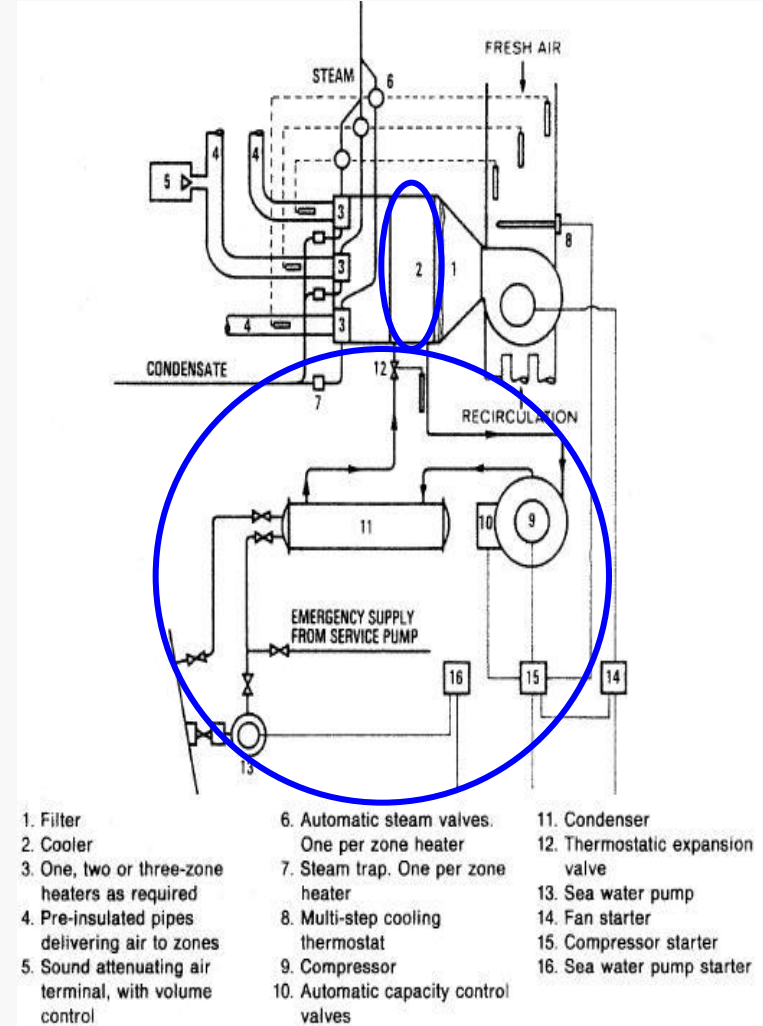 FRESH AIR
STEAM
6
4
4
5
3
8
2
1
3
4
3
CONDENSATE
12
7
RECIRCULATION
11
10
9
EMERGENCY SUPPLY
FROM SERVICE PUMP
16
15
14
13
1. Filter
2. Cooler
3. One, two or three-zone
heaters as required
4. Pre-insulated pipes
delivering air to zones
5. Sound attenuating air
terminal, with volume
control
6. Automatic steam valves.
One per zone heater
7. Steam trap. One per zone
heater
8. Multi-step cooling
thermostat
9. Compressor
10. Automatic capacity control
valves
11. Condenser
12. Thermostatic expansion
valve
13. Sea water pump
14. Fan starter
15. Compressor starter
16. Sea water pump starter